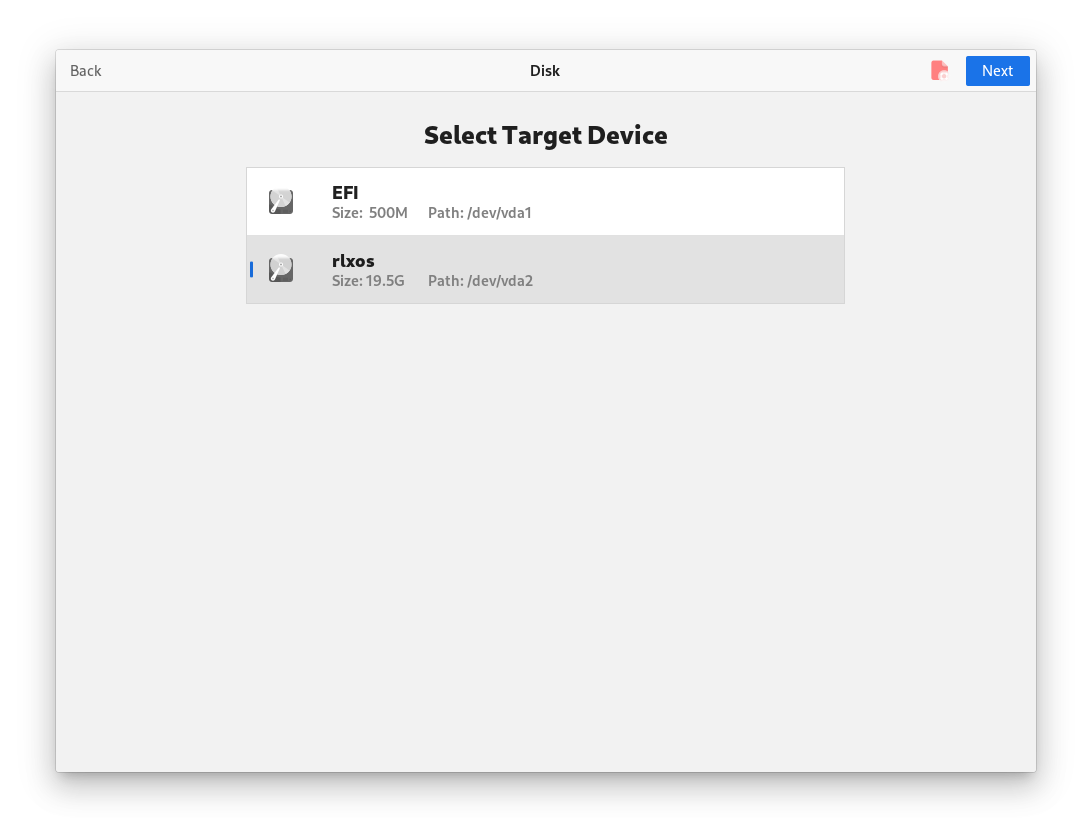 Back Disk Next
Select Target Device
EFI
Size: 500M Path: /dev/vda1
rlxos
Size: 19.5G Path: /dev/vda2